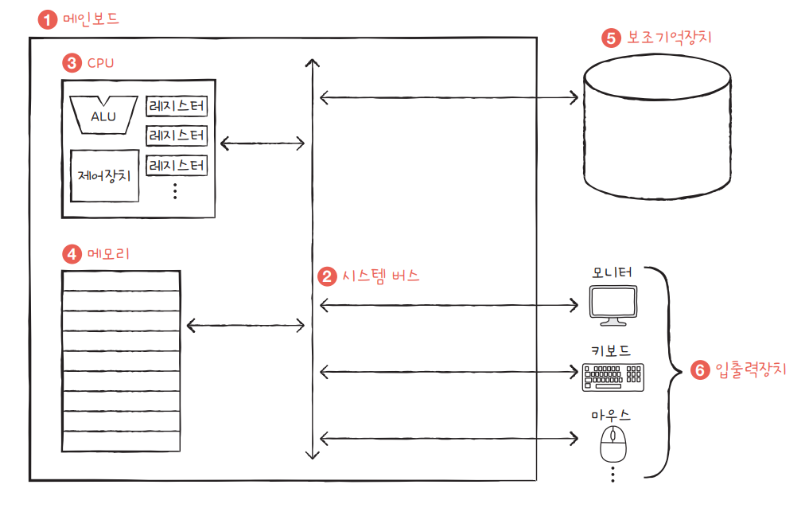 1 메인보드
5 보조기억장치
3 CPU
ALU
레지스터
레지스터
제어장치
레지스터
4 메모리
2 시스템 버스
모니터
키보드
6 입출력장치
마우스